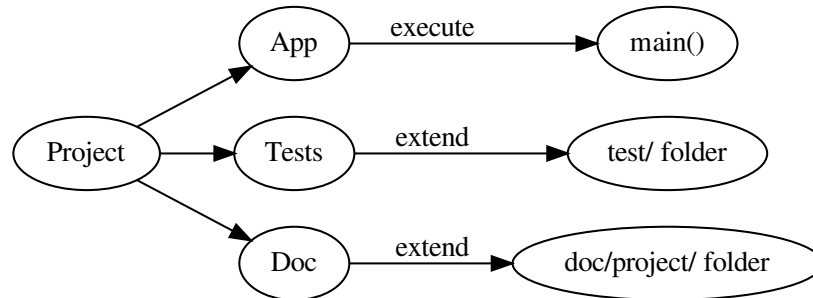 App
execute
main()
Project
Tests
extend
test/ folder
Doc
extend
doc/project/ folder